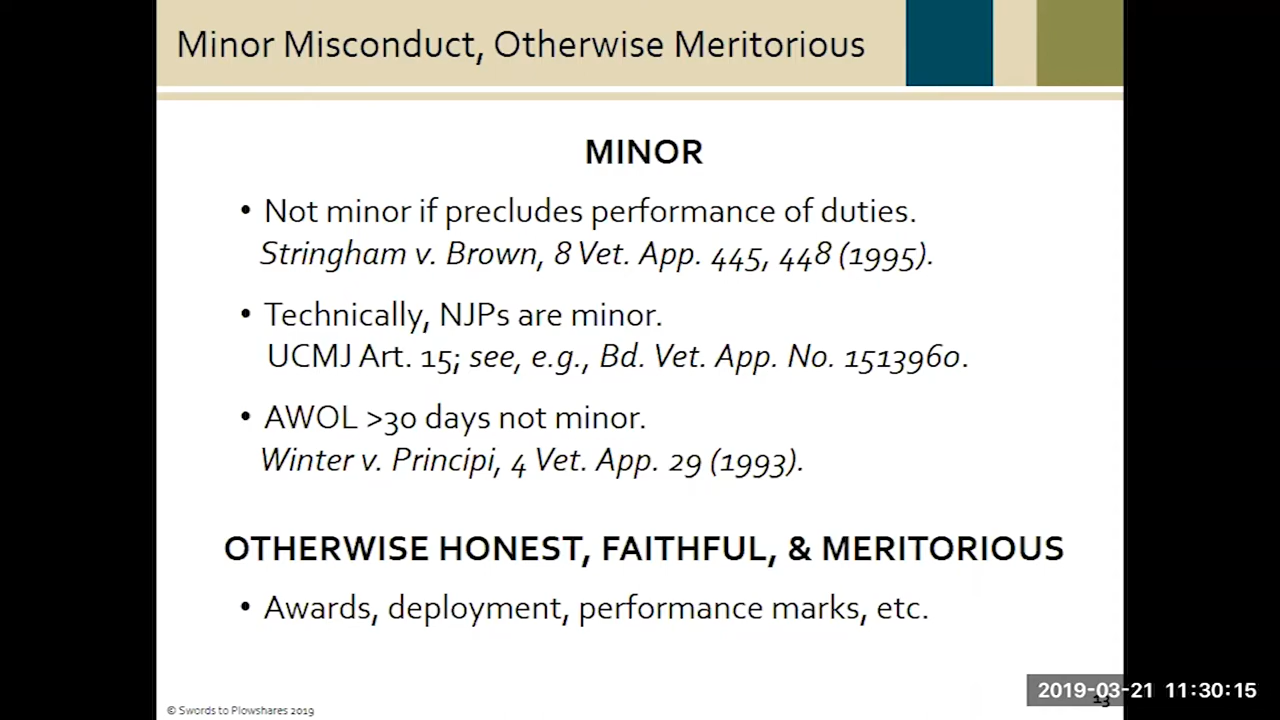 Minor Misconduct, Otherwise Meritorious
MINOR
• Not minor if precludes performance of duties.
Stringham v. Brown, 8 Vet. App. 445, 448 (1995).
• Technically, NJPs are minor.
UCMJ Art. 15; see, e.g., Bd. Vet. App. No. 1513960.
• AWOL >30 days not minor.
Winter v. Principi, 4 Vet. App. 29 (1993).
OTHERWISE HONEST, FAITHFUL, & MERITORIOUS
• Awards, deployment, performance marks, etc.
2019-03-21 11:30:15
13
© Swords to Plowshares 2019